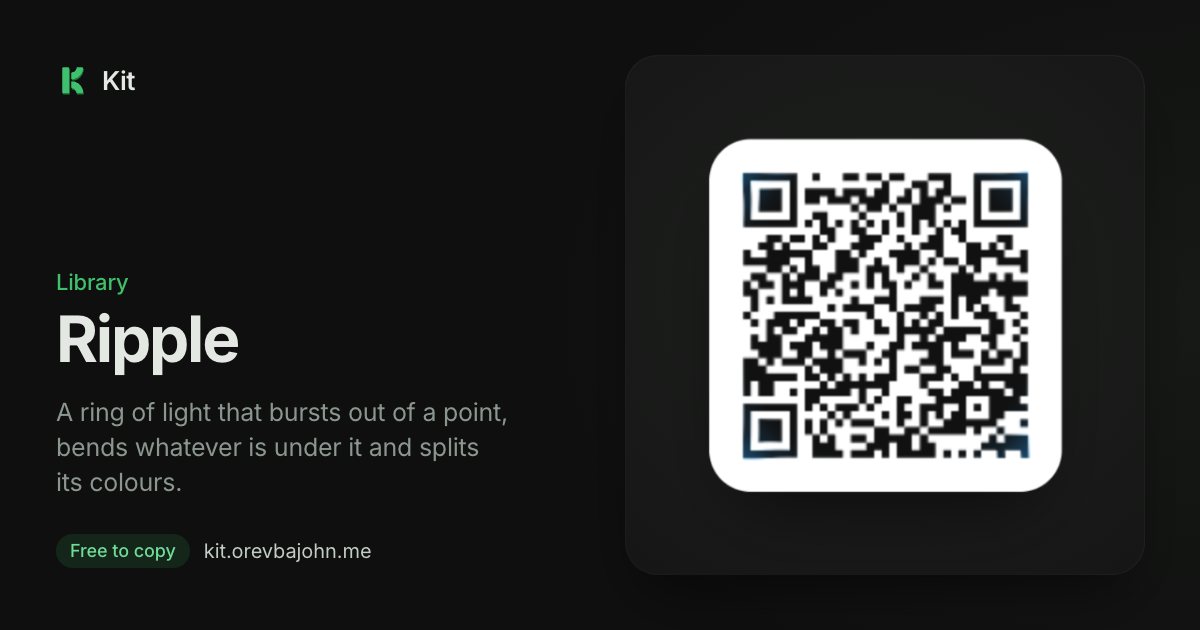 Kit
Library
Ripple
A ring of light that bursts out of a point,
bends whatever is under it and splits
its colours.
Free to copy
kit.orevbajohn.me